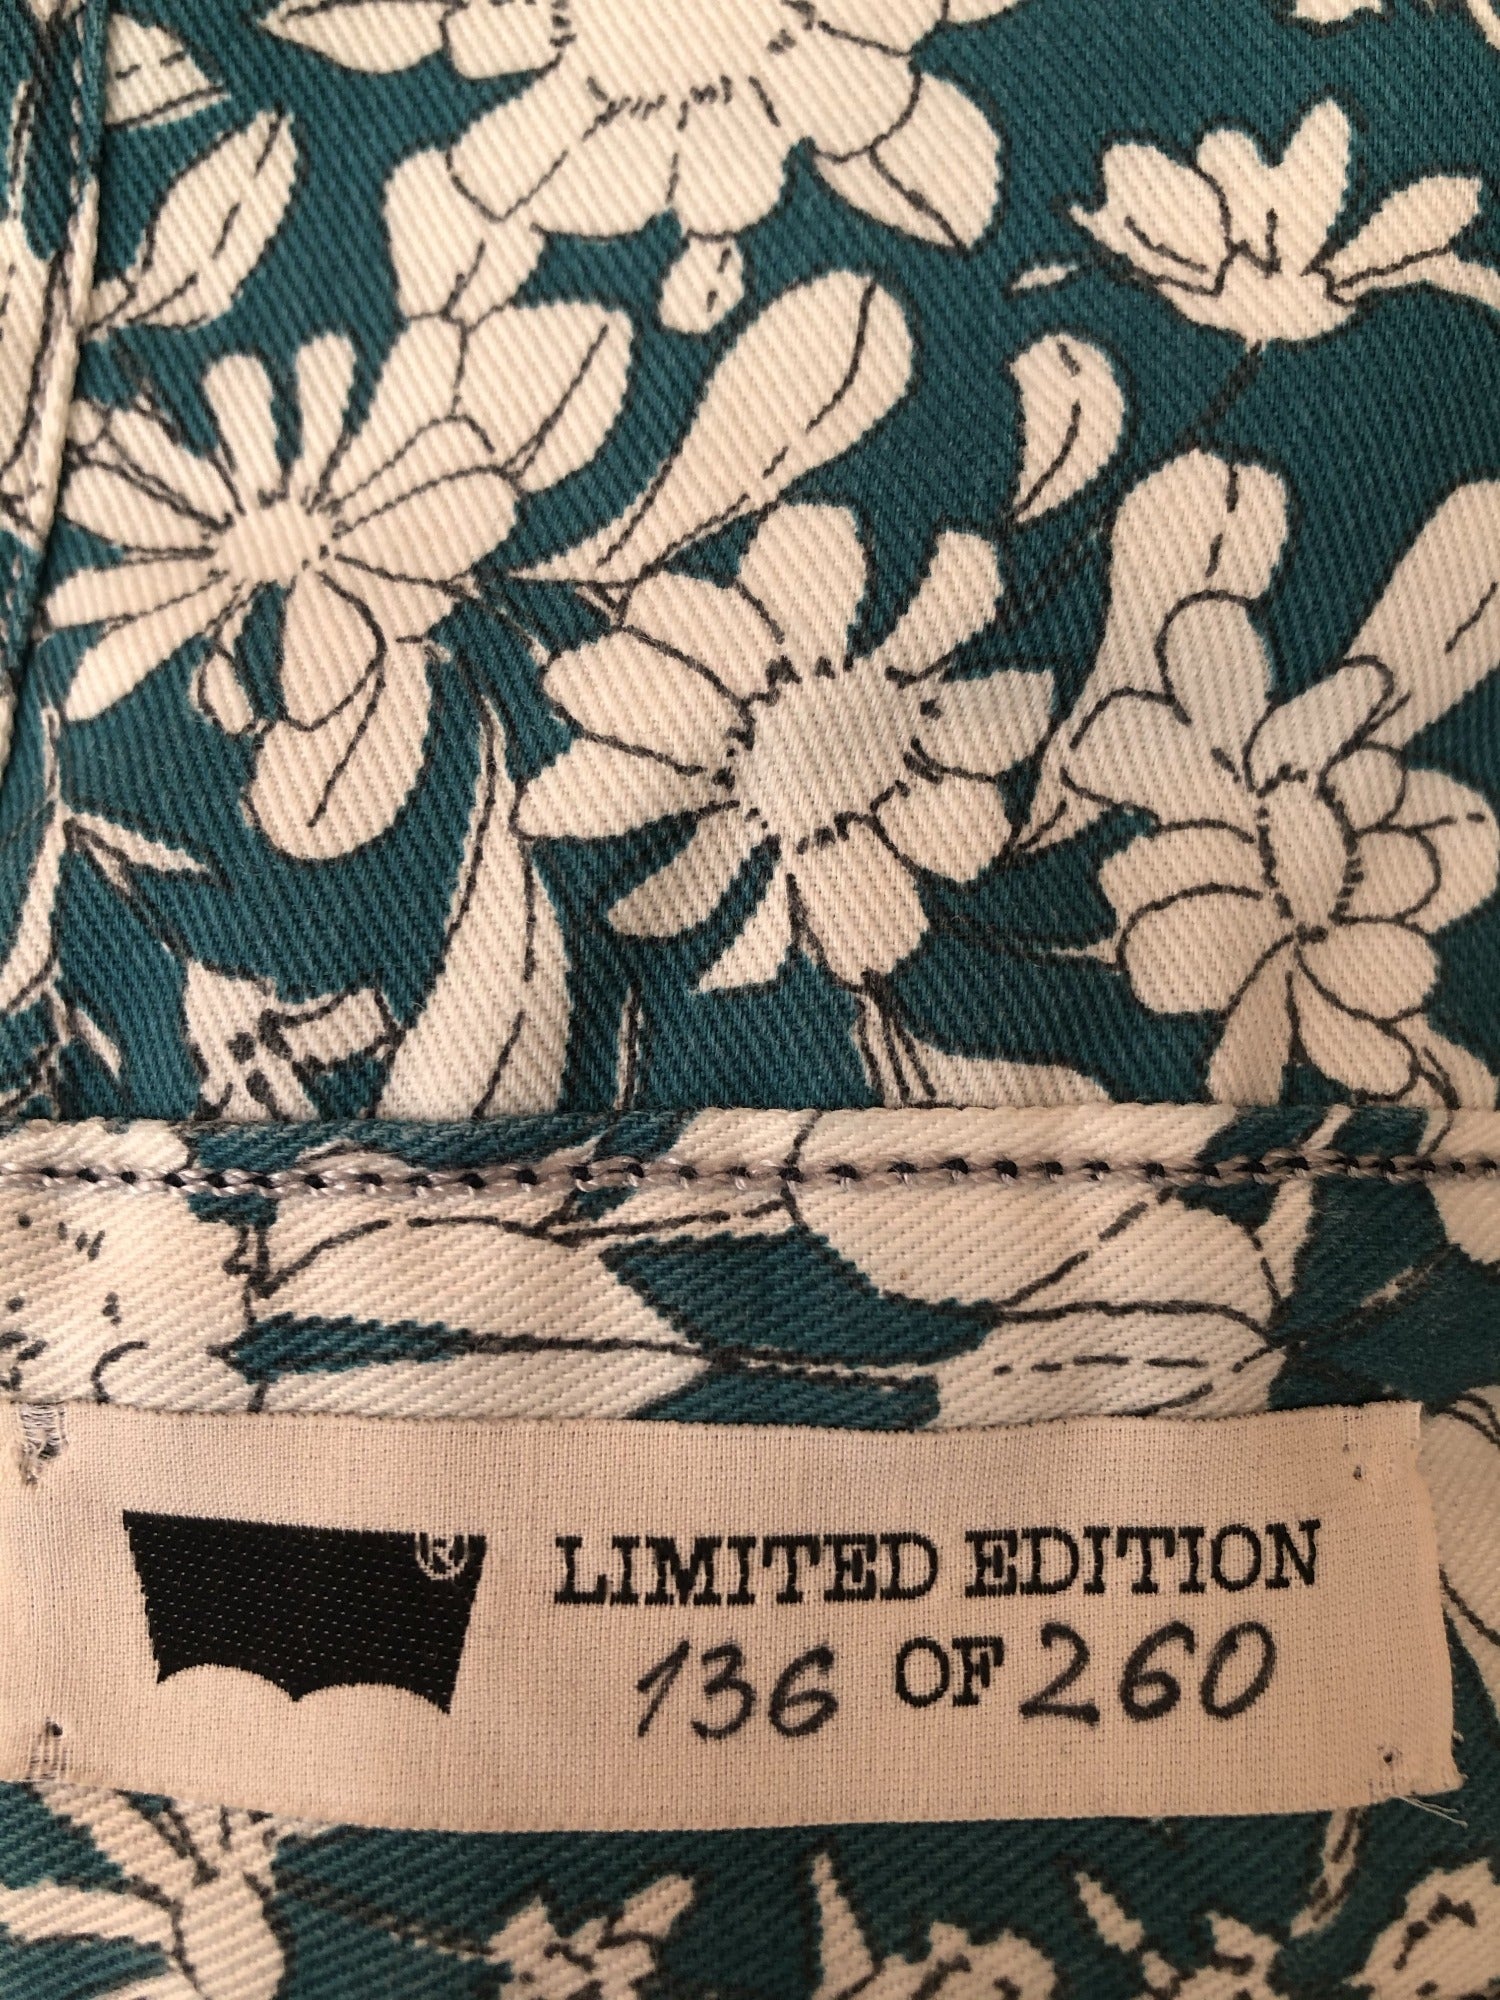 ®
LIMITED EDITION
136 OF 260